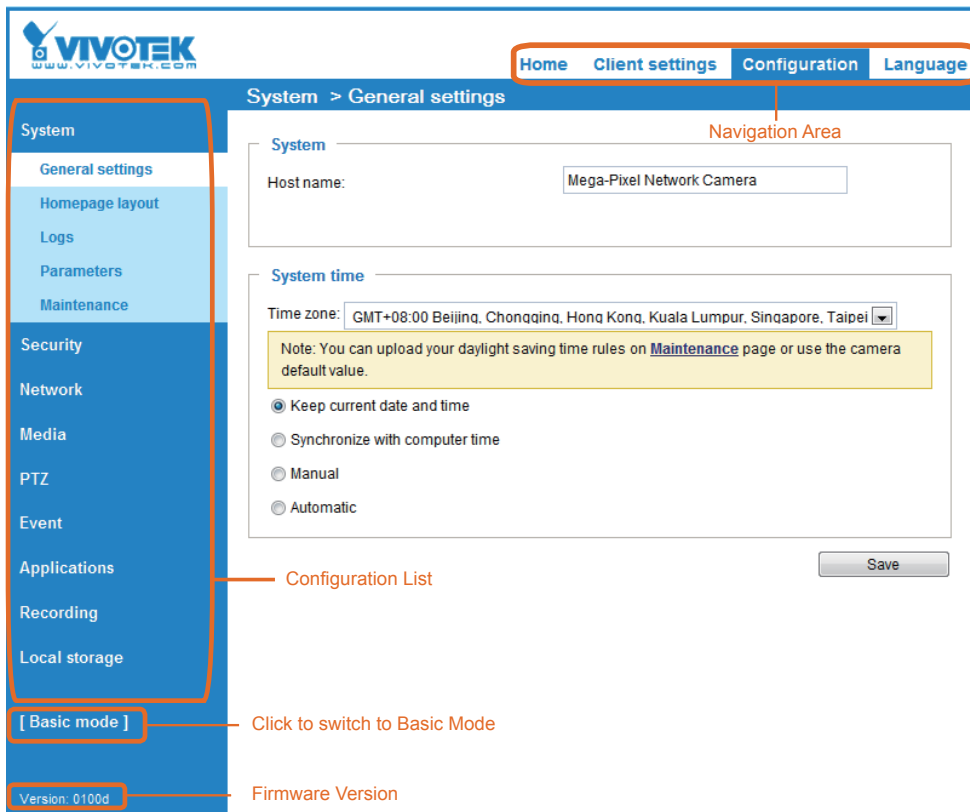 VIVOTEK
WWW.VIVOTEK.COM
Home Client settings Configuration Language
System > General settings
Navigation Area
System
General settings
Homepage layout
Logs
Parameters
Maintenance
Security
Network
Media
PTZ
Event
Applications
Recording
Local storage
[ Basic mode ]
Version: 0100d
System
Host name: Mega-Pixel Network Camera
System time
Time zone: GMT+08:00 Beijing, Chongqing, Hong Kong, Kuala Lumpur, Singapore, Taipei
Note: You can upload your daylight saving time rules on Maintenance page or use the camera
default value.
Keep current date and time
Synchronize with computer time
Manual
Automatic
Save
Configuration List
Click to switch to Basic Mode
Firmware Version